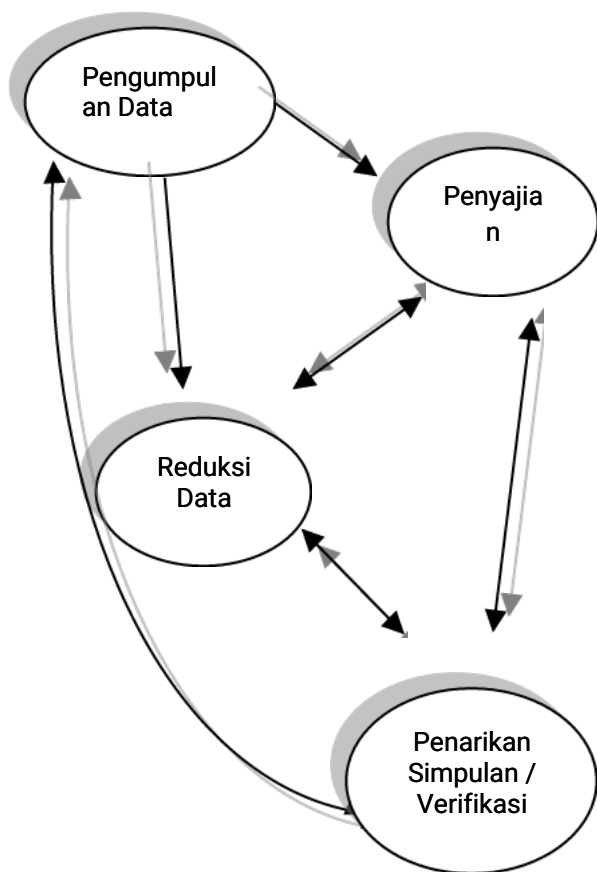 Pengumpul
an Data
Penyajia
n
Reduksi
Data
Penarikan
Simpulan /
Verifikasi